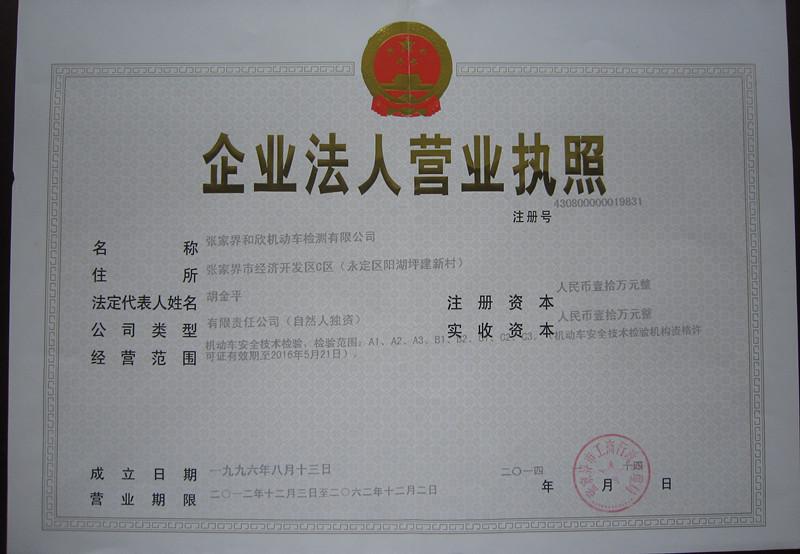 企业法人营业执照
注册号 430800000019831
名称 张家界和欣机动车检测有限公司
住所 张家界市经济开发区C区（永定区阳湖坪建新村）
法定代表人姓名 胡金平
注册资本 人民币壹拾万元整
公司类型 有限责任公司（自然人独资）
实收资本 人民币壹拾万元整
经营范围 机动车安全技术检验，检验范围：A1、A2、A3、B1、B2、C1、C2、C3。（机动车安全技术检验机构资格许
可证有效期至2016年5月21日）。
成立日期 一九九六年八月十三日
营业期限 二〇一二年十二月三日至二〇六二年十二月二日
二〇一四 年 月 十四 日